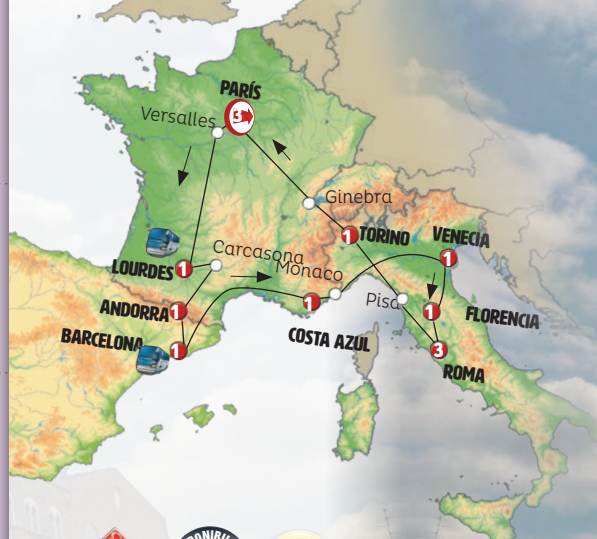 PARÍS
3
Versalles
Ginebra
1
TORINO
VENECIA
1
Carcasona
LOURDES
1
Mónaco
Pisa
1
ANDORRA
1
1
FLORENCIA
COSTA AZUL
BARCELONA
1
3
ROMA